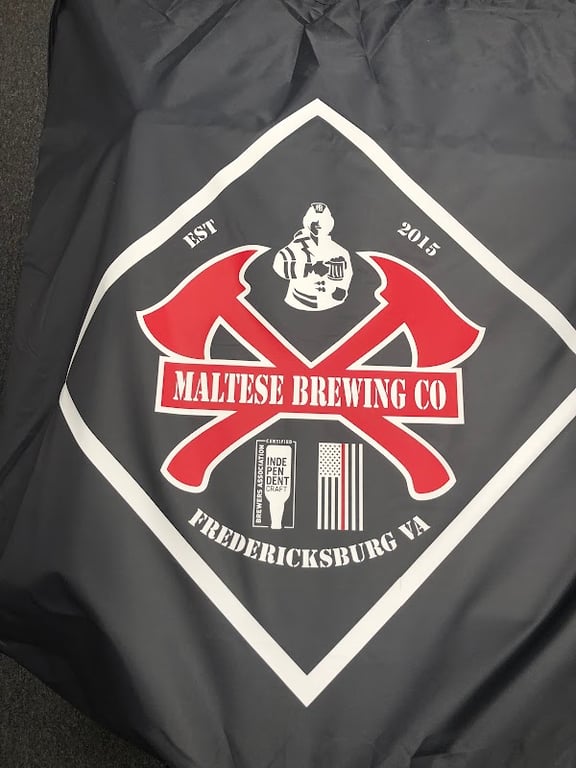 EST
2015
MALTESE BREWING CO
CERTIFIED
BREWERS ASSOCIATION
INDE
PEN
DENT
CRAFT
FREDERICKSBURG VA